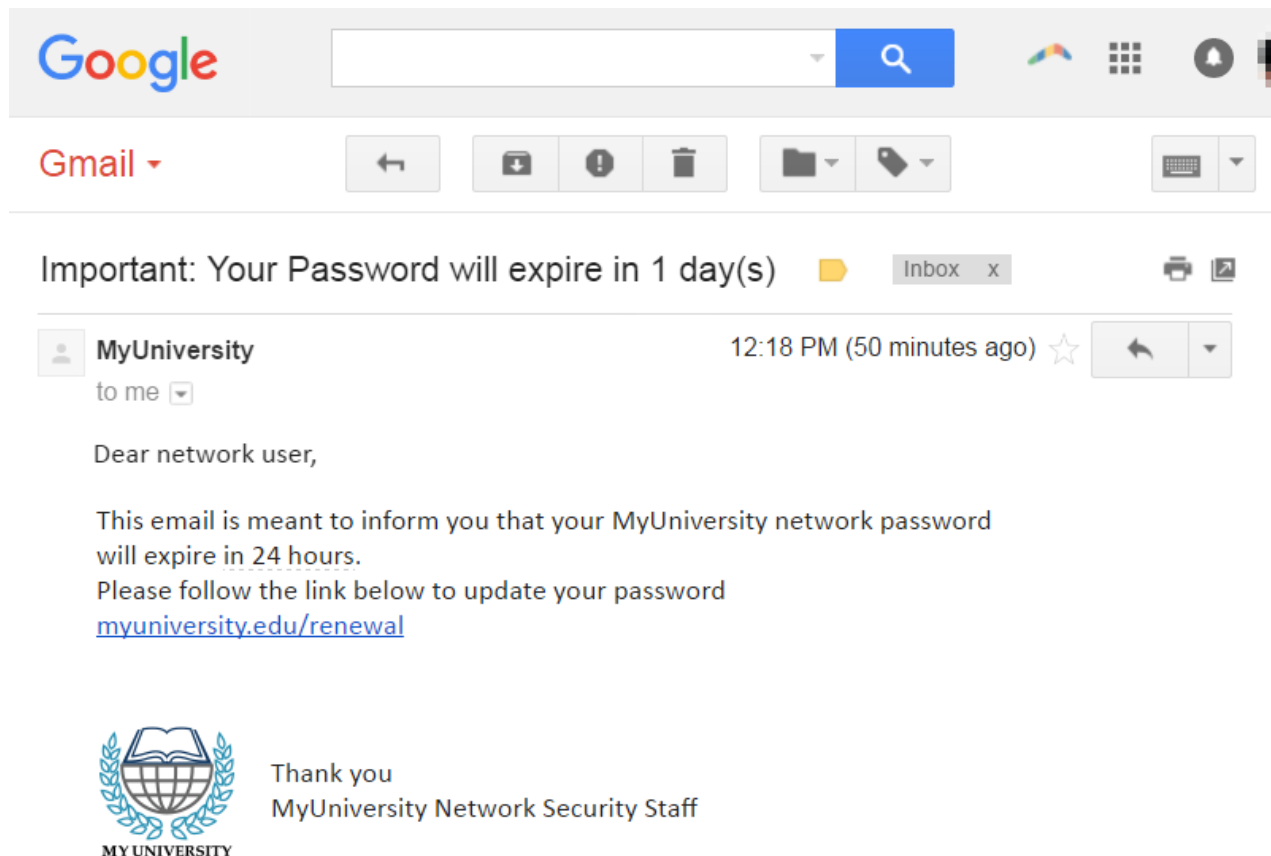 Google
Gmail
Important: Your Password will expire in 1 day(s)
Inbox x
MyUniversity
12:18 PM (50 minutes ago)
to me
Dear network user,
This email is meant to inform you that your MyUniversity network password
will expire in 24 hours.
Please follow the link below to update your password
myuniversity.edu/renewal
Thank you
MyUniversity Network Security Staff
MY UNIVERSITY